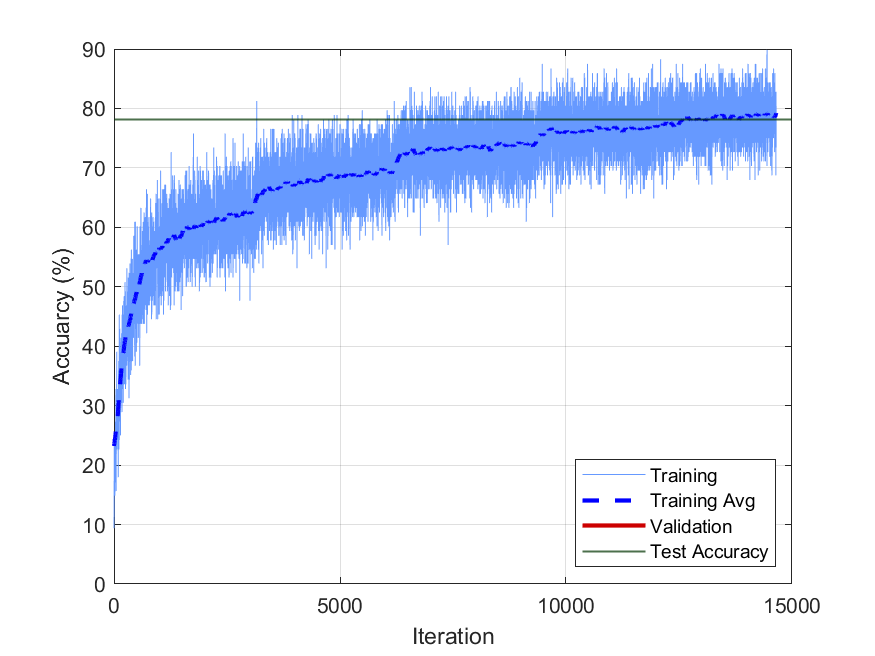 90
80
70
60
50
40
30
20
10
0
Accuarcy (%)
Training
Training Avg
Validation
Test Accuracy
0 5000 10000 15000
Iteration